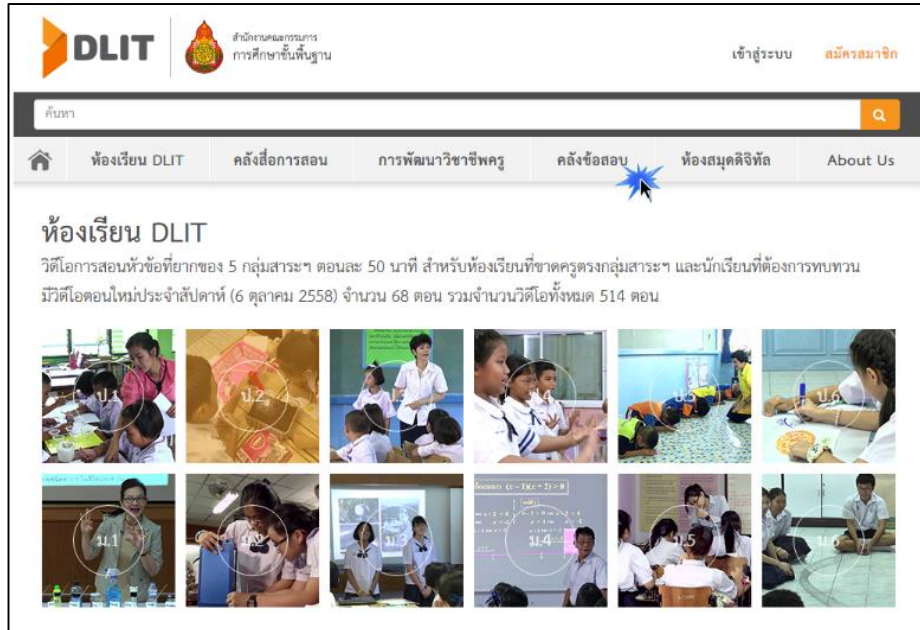 DLIT
สำนักงานคณะกรรมการ
การศึกษาขั้นพื้นฐาน
เข้าสู่ระบบ สมัครสมาชิก
ค้นหา
ห้องเรียน DLIT คลังสื่อการสอน การพัฒนาวิชาชีพครู คลังข้อสอบ ห้องสมุดดิจิทัล About Us
ห้องเรียน DLIT
วิดีโอการสอนหัวข้อที่ยากของ 5 กลุ่มสาระฯ ตอนละ 50 นาที สำหรับห้องเรียนที่ขาดครูตรงกลุ่มสาระฯ และนักเรียนที่ต้องการทบทวน
มีวิดีโอตอนใหม่ประจำสัปดาห์ (6 ตุลาคม 2558) จำนวน 68 ตอน รวมจำนวนวิดีโอทั้งหมด 514 ตอน
ป.1 ป.2 ป.3 ป.4 ป.5 ป.6
ม.1 ม.2 ม.3 ม.4 ม.5 ม.6
(x-1)(x+2)>0